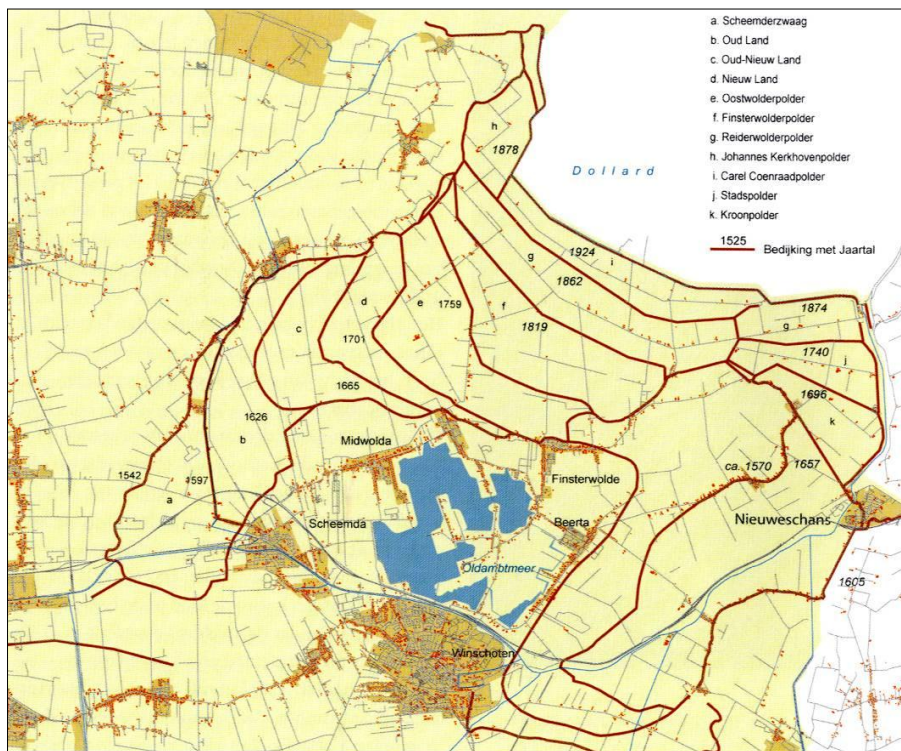 a. Scheemderzwaag
b. Oud Land
c. Oud-Nieuw Land
d. Nieuw Land
e. Oostwolderpolder
f. Finsterwolderpolder
g. Reiderwolderpolder
h. Johannes Kerkhovenpolder
i. Carel Coenraadpolder
j. Stadspolder
k. Kroonpolder
1525 Bedijking met Jaartal
h
1878
Dollard
1924
i
g
1862
d
e
1759
f
1819
c
1701
1874
g
1740
j
1665
1696
k
1626
b
Midwolda
ca. 1570
1657
1542
1597
a
Finsterwolde
Scheemda
Beerta
Nieuweschans
Oldambtmeer
1605
Winschoten